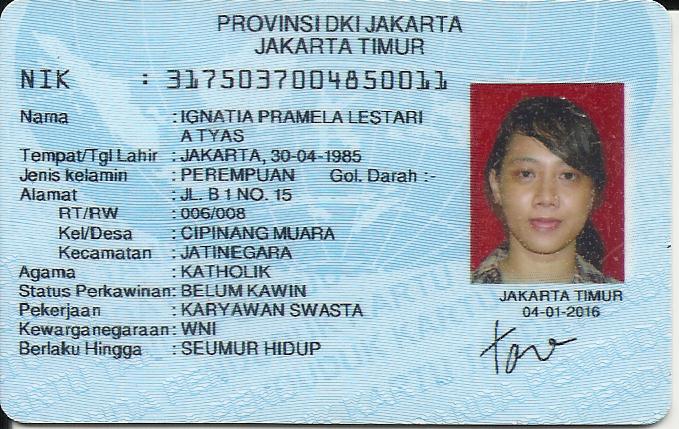 PROVINSI DKI JAKARTA
JAKARTA TIMUR
NIK : 3175037004850011
Nama : IGNATIA PRAMELA LESTARI
A TYAS
Tempat/Tgl Lahir : JAKARTA, 30-04-1985
Jenis kelamin : PEREMPUAN Gol. Darah :-
Alamat : JL. B 1 NO. 15
RT/RW : 006/008
Kel/Desa : CIPINANG MUARA
Kecamatan : JATINEGARA
Agama : KATHOLIK
Status Perkawinan: BELUM KAWIN
Pekerjaan : KARYAWAN SWASTA
Kewarganegaraan: WNI
Berlaku Hingga : SEUMUR HIDUP
JAKARTA TIMUR
04-01-2016